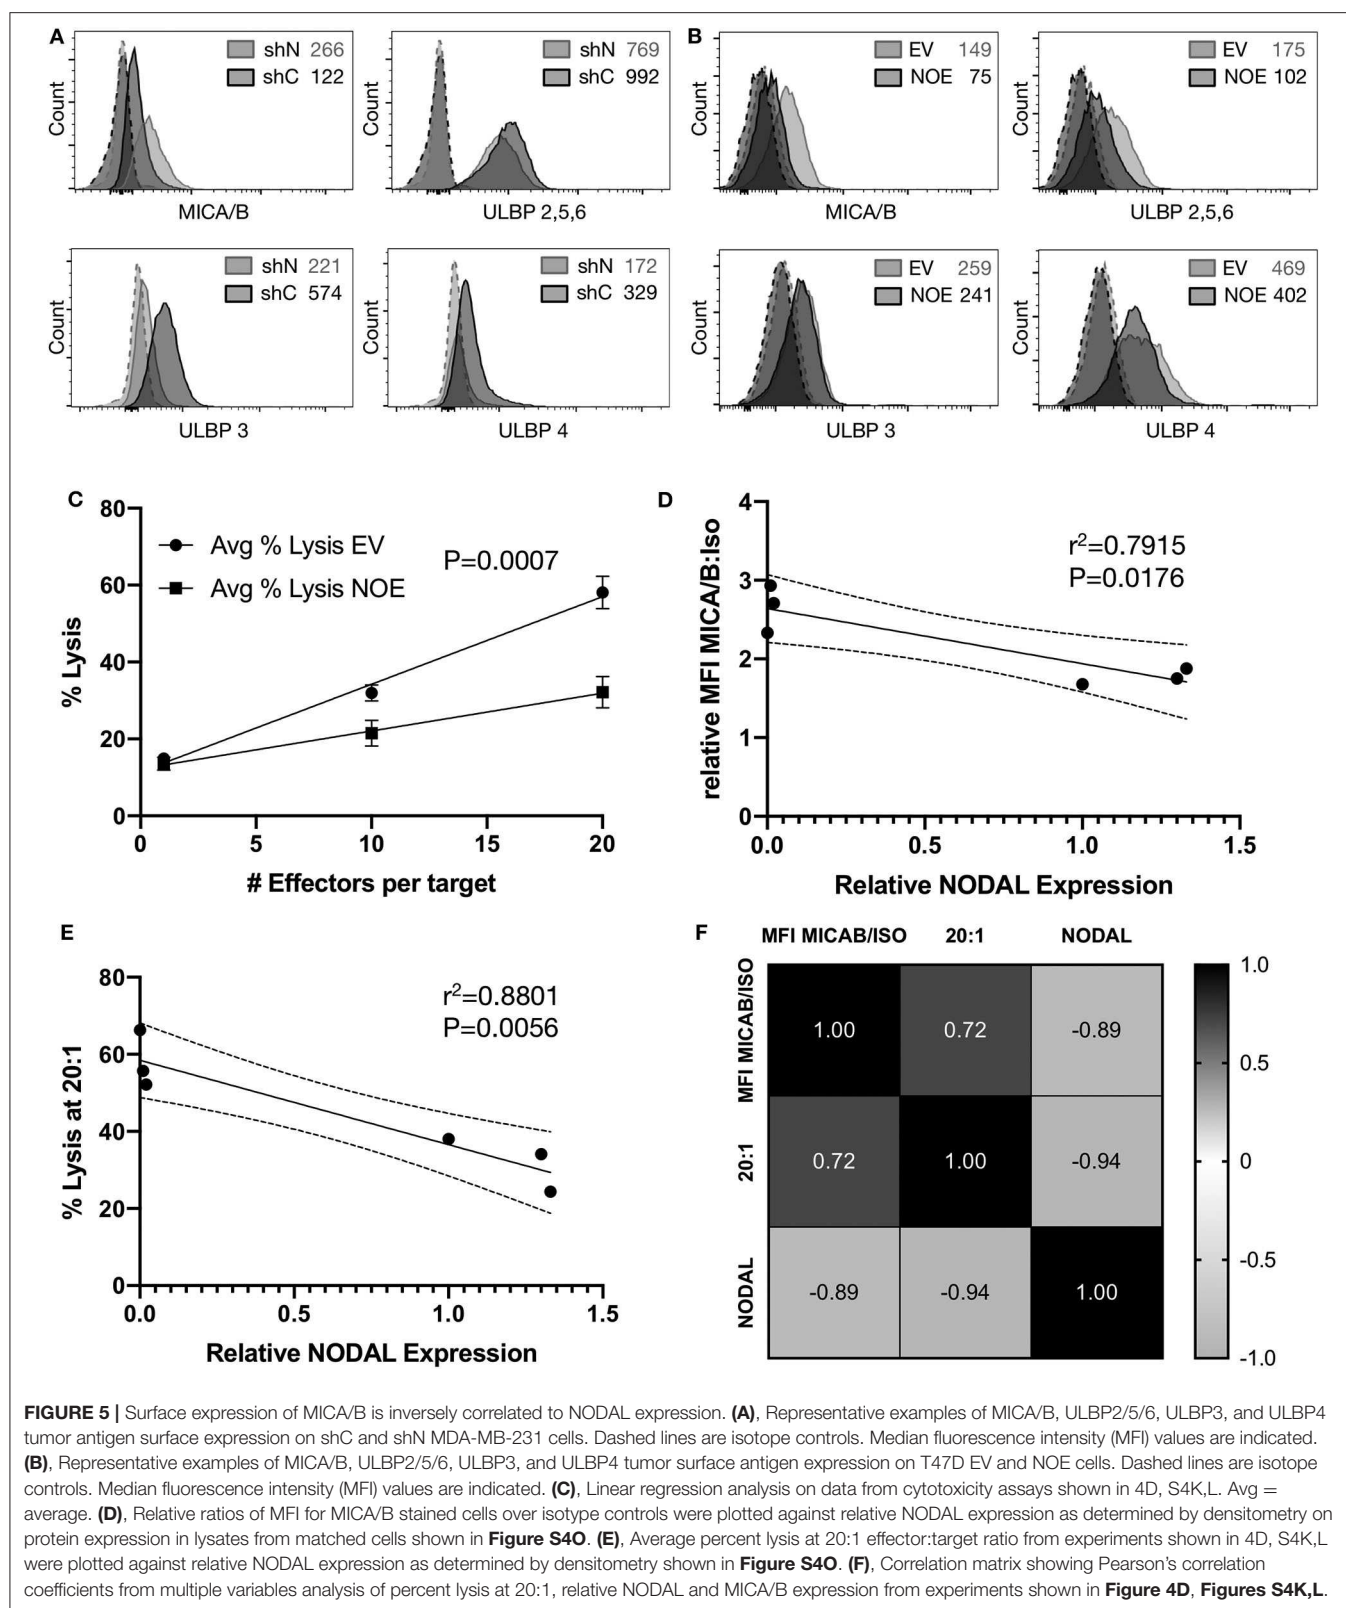 A
shN 266
shC 122
Count
MICA/B
shN 769
shC 992
Count
ULBP 2,5,6
shN 221
shC 574
Count
ULBP 3
shN 172
shC 329
Count
ULBP 4
B
EV 149
NOE 75
Count
MICA/B
EV 175
NOE 102
Count
ULBP 2,5,6
EV 259
NOE 241
Count
ULBP 3
EV 469
NOE 402
Count
ULBP 4
C
80
60
40
20
0
% Lysis
Avg % Lysis EV
Avg % Lysis NOE
P=0.0007
0 5 10 15 20
# Effectors per target
D
4
3
2
1
0
relative MFI MICA/B:Iso
r²=0.7915
P=0.0176
0.0 0.5 1.0 1.5
Relative NODAL Expression
E
80
60
40
20
0
% Lysis at 20:1
r²=0.8801
P=0.0056
0.0 0.5 1.0 1.5
Relative NODAL Expression
F
MFI MICAB/ISO 20:1 NODAL
MFI MICAB/ISO
1.00 0.72 -0.89
20:1
0.72 1.00 -0.94
NODAL
-0.89 -0.94 1.00
1.0
0.5
0
-0.5
-1.0
FIGURE 5 | Surface expression of MICA/B is inversely correlated to NODAL expression. (A), Representative examples of MICA/B, ULBP2/5/6, ULBP3, and ULBP4
tumor antigen surface expression on shC and shN MDA-MB-231 cells. Dashed lines are isotope controls. Median fluorescence intensity (MFI) values are indicated.
(B), Representative examples of MICA/B, ULBP2/5/6, ULBP3, and ULBP4 tumor surface antigen expression on T47D EV and NOE cells. Dashed lines are isotope
controls. Median fluorescence intensity (MFI) values are indicated. (C), Linear regression analysis on data from cytotoxicity assays shown in 4D, S4K,L. Avg =
average. (D), Relative ratios of MFI for MICA/B stained cells over isotype controls were plotted against relative NODAL expression as determined by densitometry on
protein expression in lysates from matched cells shown in Figure S4O. (E), Average percent lysis at 20:1 effector:target ratio from experiments shown in 4D, S4K,L
were plotted against relative NODAL expression as determined by densitometry shown in Figure S4O. (F), Correlation matrix showing Pearson's correlation
coefficients from multiple variables analysis of percent lysis at 20:1, relative NODAL and MICA/B expression from experiments shown in Figure 4D, Figures S4K,L.